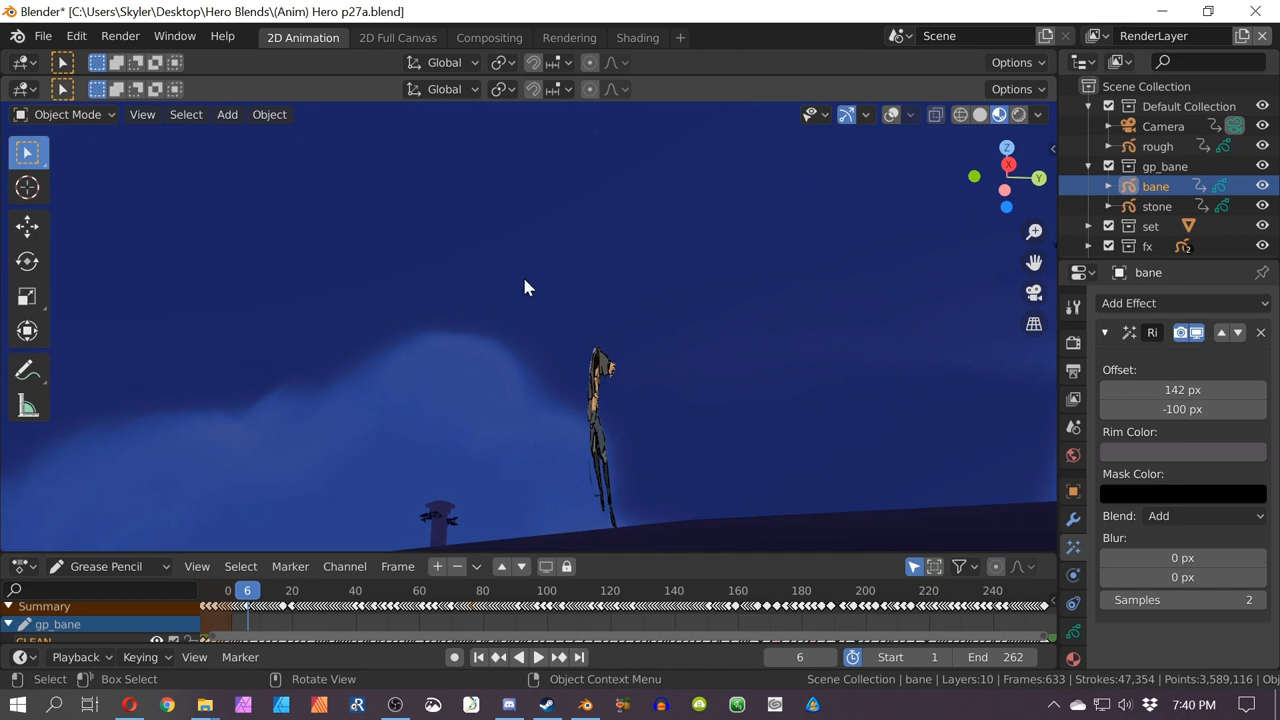 Blender* [C:\Users\Skyler\Desktop\Hero Blends\(Anim) Hero p27a.blend]
File Edit Render Window Help 2D Animation 2D Full Canvas Compositing Rendering Shading + Scene RenderLayer
Global Options
Global Options
Object Mode View Select Add Object
Z
X
Y
Scene Collection
Default Collection
Camera
rough
gp_bane
bane
stone
set
fx 2
bane
Add Effect
Ri
Offset:
142 px
-100 px
Rim Color:
Mask Color:
Blend: Add
Blur:
0 px
0 px
Samples 2
Grease Pencil View Select Marker Channel Frame
0 6 20 40 60 80 100 120 140 160 180 200 220 240
Summary
gp_bane
CLEAN
Playback Keying View Marker 6 Start 1 End 262
Select Box Select Rotate View Object Context Menu Scene Collection | bane | Layers:10 | Frames:633 | Strokes:47,354 | Points:3,589,116 | Obj
7:40 PM